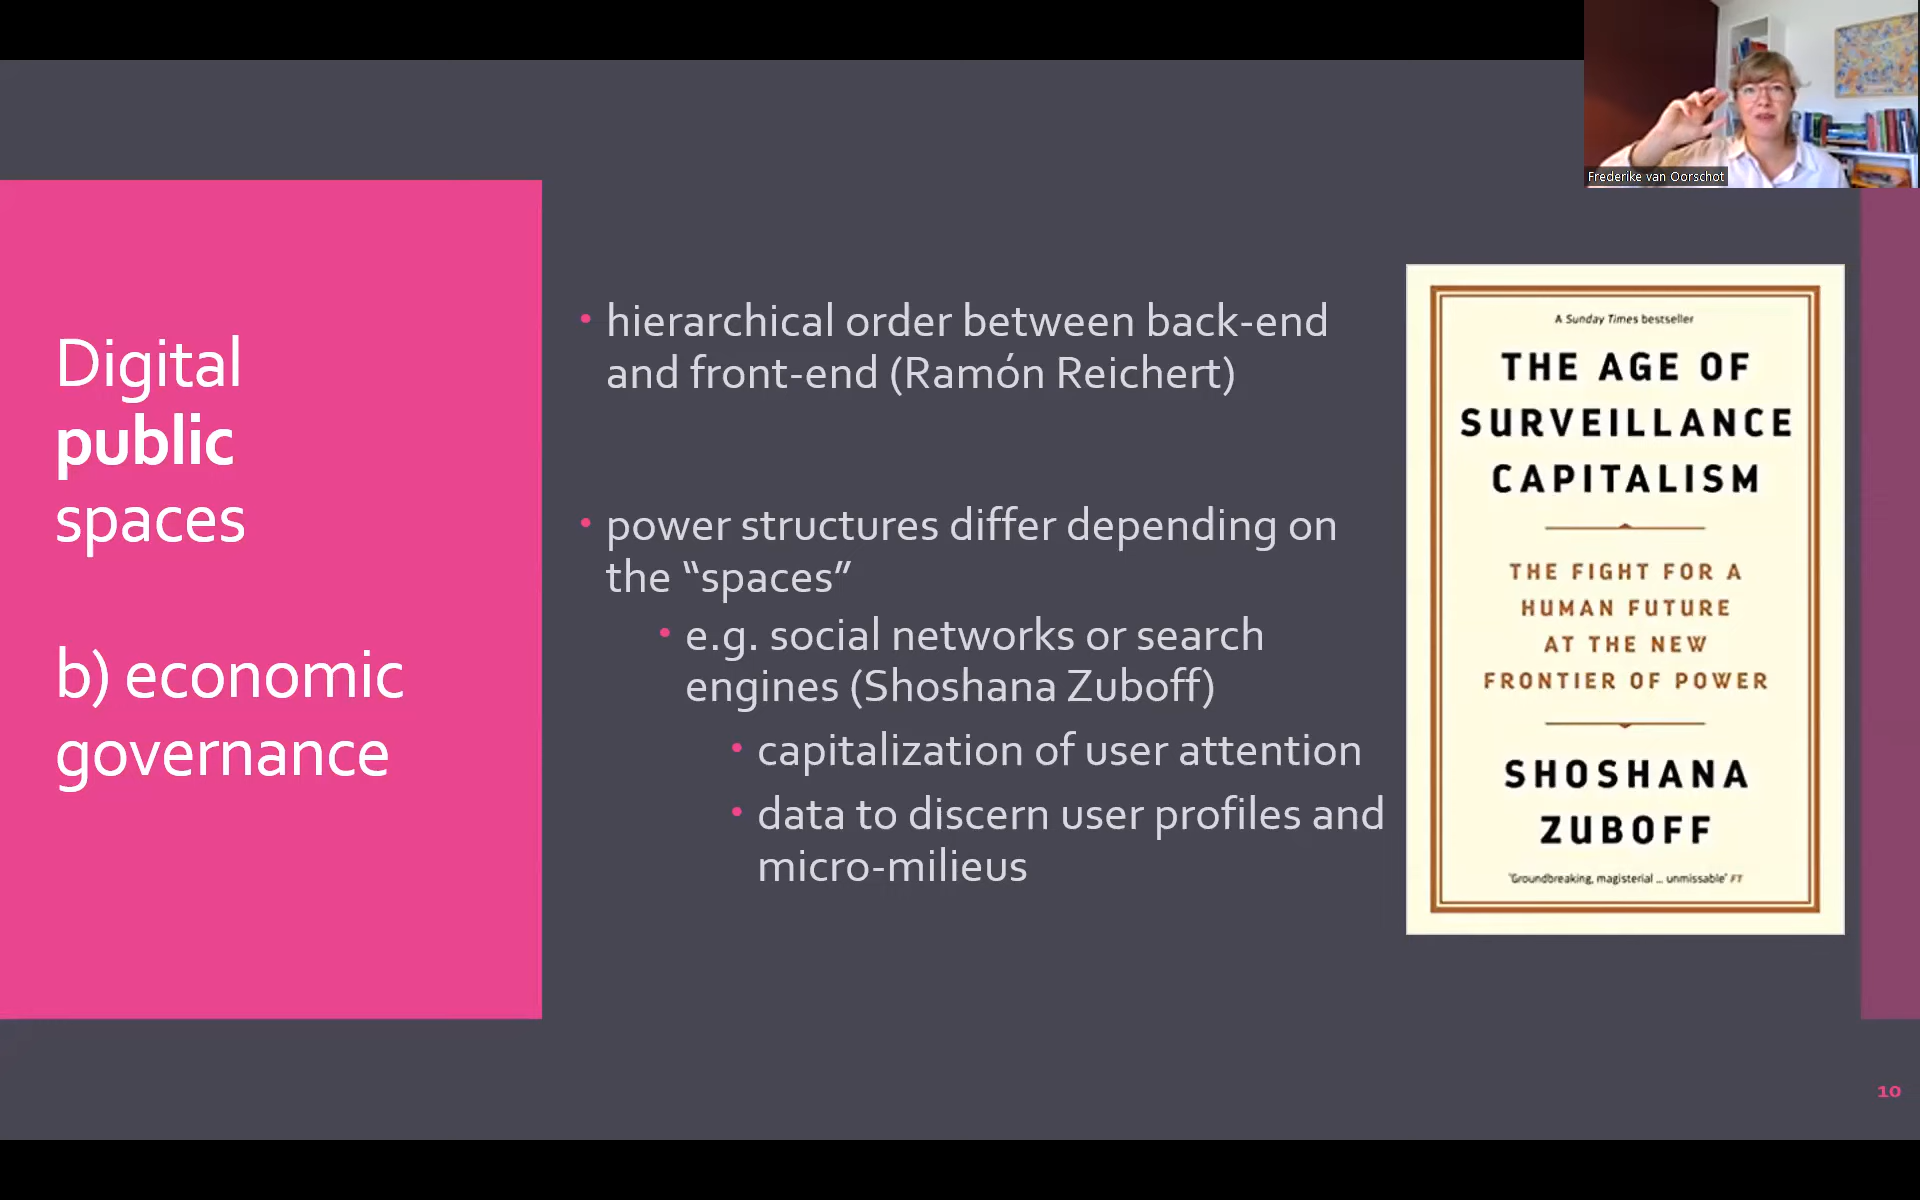 Frederike van Oorschot
Digital
public
spaces
b) economic
governance
• hierarchical order between back-end
and front-end (Ramón Reichert)
• power structures differ depending on
the “spaces”
• e.g. social networks or search
engines (Shoshana Zuboff)
• capitalization of user attention
• data to discern user profiles and
micro-milieus
A Sunday Times bestseller
THE AGE OF
SURVEILLANCE
CAPITALISM
THE FIGHT FOR A
HUMAN FUTURE
AT THE NEW
FRONTIER OF POWER
SHOSHANA
ZUBOFF
'Groundbreaking, magisterial ... unmissable' FT
10